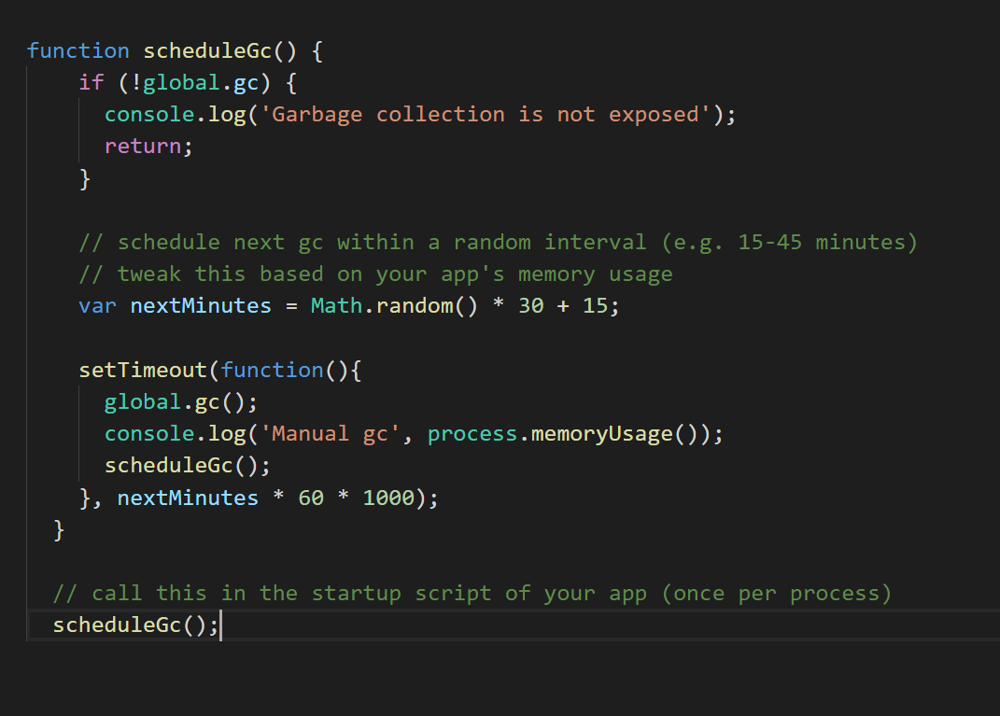 function scheduleGc() {
    if (!global.gc) {
      console.log('Garbage collection is not exposed');
      return;
    }

    // schedule next gc within a random interval (e.g. 15-45 minutes)
    // tweak this based on your app's memory usage
    var nextMinutes = Math.random() * 30 + 15;

    setTimeout(function(){
      global.gc();
      console.log('Manual gc', process.memoryUsage());
      scheduleGc();
    }, nextMinutes * 60 * 1000);
  }

  // call this in the startup script of your app (once per process)
  scheduleGc();